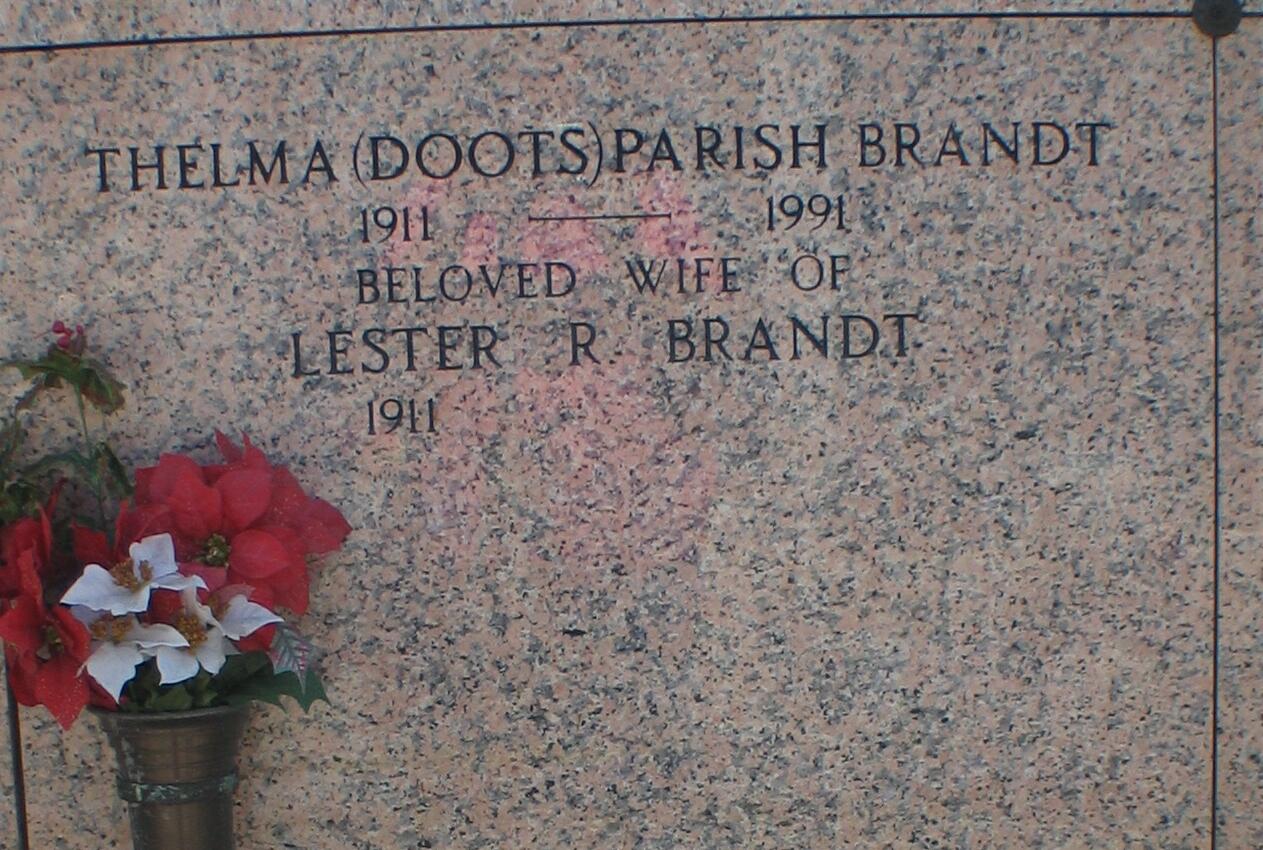 THELMA (DOOTS) PARISH BRANDT
1911 — 1991
BELOVED WIFE OF
LESTER R. BRANDT
1911